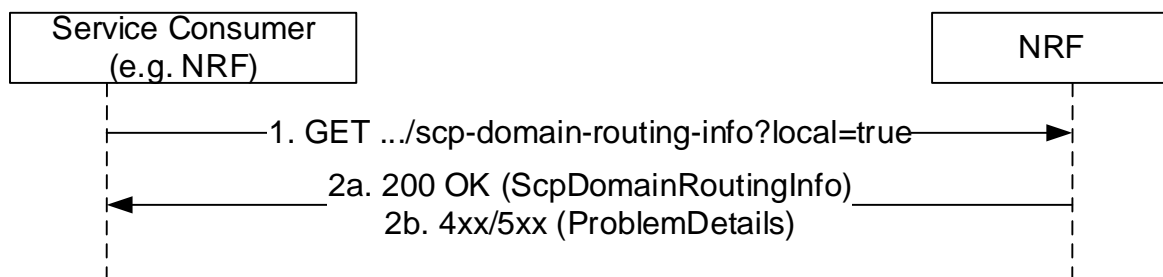 Service Consumer
(e.g. NRF)
NRF
1. GET .../scp-domain-routing-info?local=true
2a. 200 OK (ScpDomainRoutingInfo)
2b. 4xx/5xx (ProblemDetails)